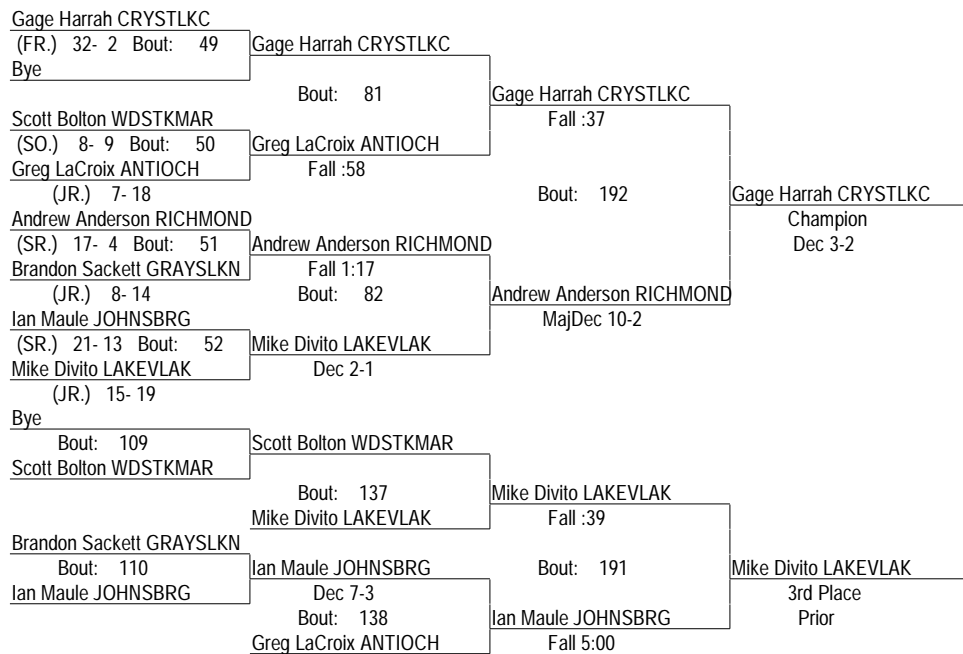 Gage Harrah CRYSTLKC
(FR.) 32- 2 Bout: 49 Gage Harrah CRYSTLKC
Bye
Bout: 81 Gage Harrah CRYSTLKC
Scott Bolton WDSTKMAR Fall :37
(SO.) 8- 9 Bout: 50 Greg LaCroix ANTIOCH
Greg LaCroix ANTIOCH Fall :58
(JR.) 7- 18 Bout: 192 Gage Harrah CRYSTLKC
Andrew Anderson RICHMOND Champion
(SR.) 17- 4 Bout: 51 Andrew Anderson RICHMOND Dec 3-2
Brandon Sackett GRAYSLKN Fall 1:17
(JR.) 8- 14 Bout: 82 Andrew Anderson RICHMOND
Ian Maule JOHNSBRG MajDec 10-2
(SR.) 21- 13 Bout: 52 Mike Divito LAKEVLAK
Mike Divito LAKEVLAK Dec 2-1
(JR.) 15- 19
Bye
Bout: 109 Scott Bolton WDSTKMAR
Scott Bolton WDSTKMAR
Bout: 137 Mike Divito LAKEVLAK
Mike Divito LAKEVLAK Fall :39
Brandon Sackett GRAYSLKN
Bout: 110 Ian Maule JOHNSBRG Bout: 191 Mike Divito LAKEVLAK
Ian Maule JOHNSBRG Dec 7-3 3rd Place
Bout: 138 Ian Maule JOHNSBRG Prior
Greg LaCroix ANTIOCH Fall 5:00